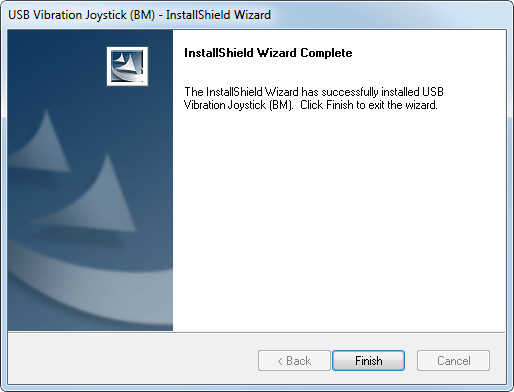 USB Vibration Joystick (BM) - InstallShield Wizard
InstallShield Wizard Complete
The InstallShield Wizard has successfully installed USB
Vibration Joystick (BM). Click Finish to exit the wizard.
< Back
Finish
Cancel